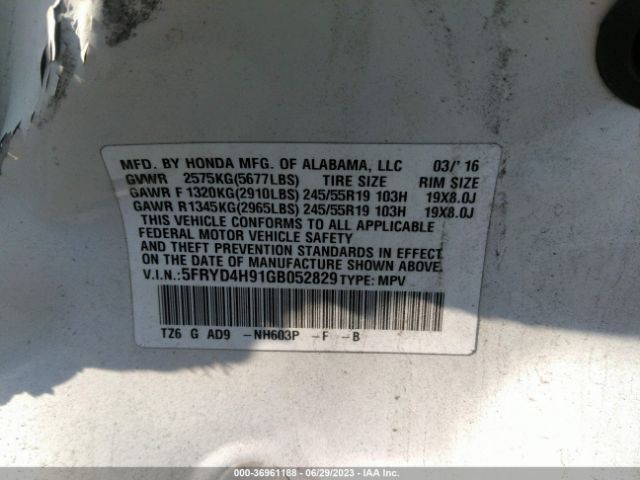 MFD. BY HONDA MFG. OF ALABAMA, LLC 03/'16
GVWR 2575KG(5677LBS) TIRE SIZE RIM SIZE
GAWR F 1320KG(2910LBS) 245/55R19 103H 19X8.0J
GAWR R 1345KG(2965LBS) 245/55R19 103H 19X8.0J
THIS VEHICLE CONFORMS TO ALL APPLICABLE
FEDERAL MOTOR VEHICLE SAFETY
AND THEFT PREVENTION STANDARDS IN EFFECT
ON THE DATE OF MANUFACTURE SHOWN ABOVE.
V.I.N.:5FRYD4H91GB052829 TYPE: MPV
TZ6 G AD9 -NH603P -F -B
000-36961188 - 06/29/2023 - IAA Inc.